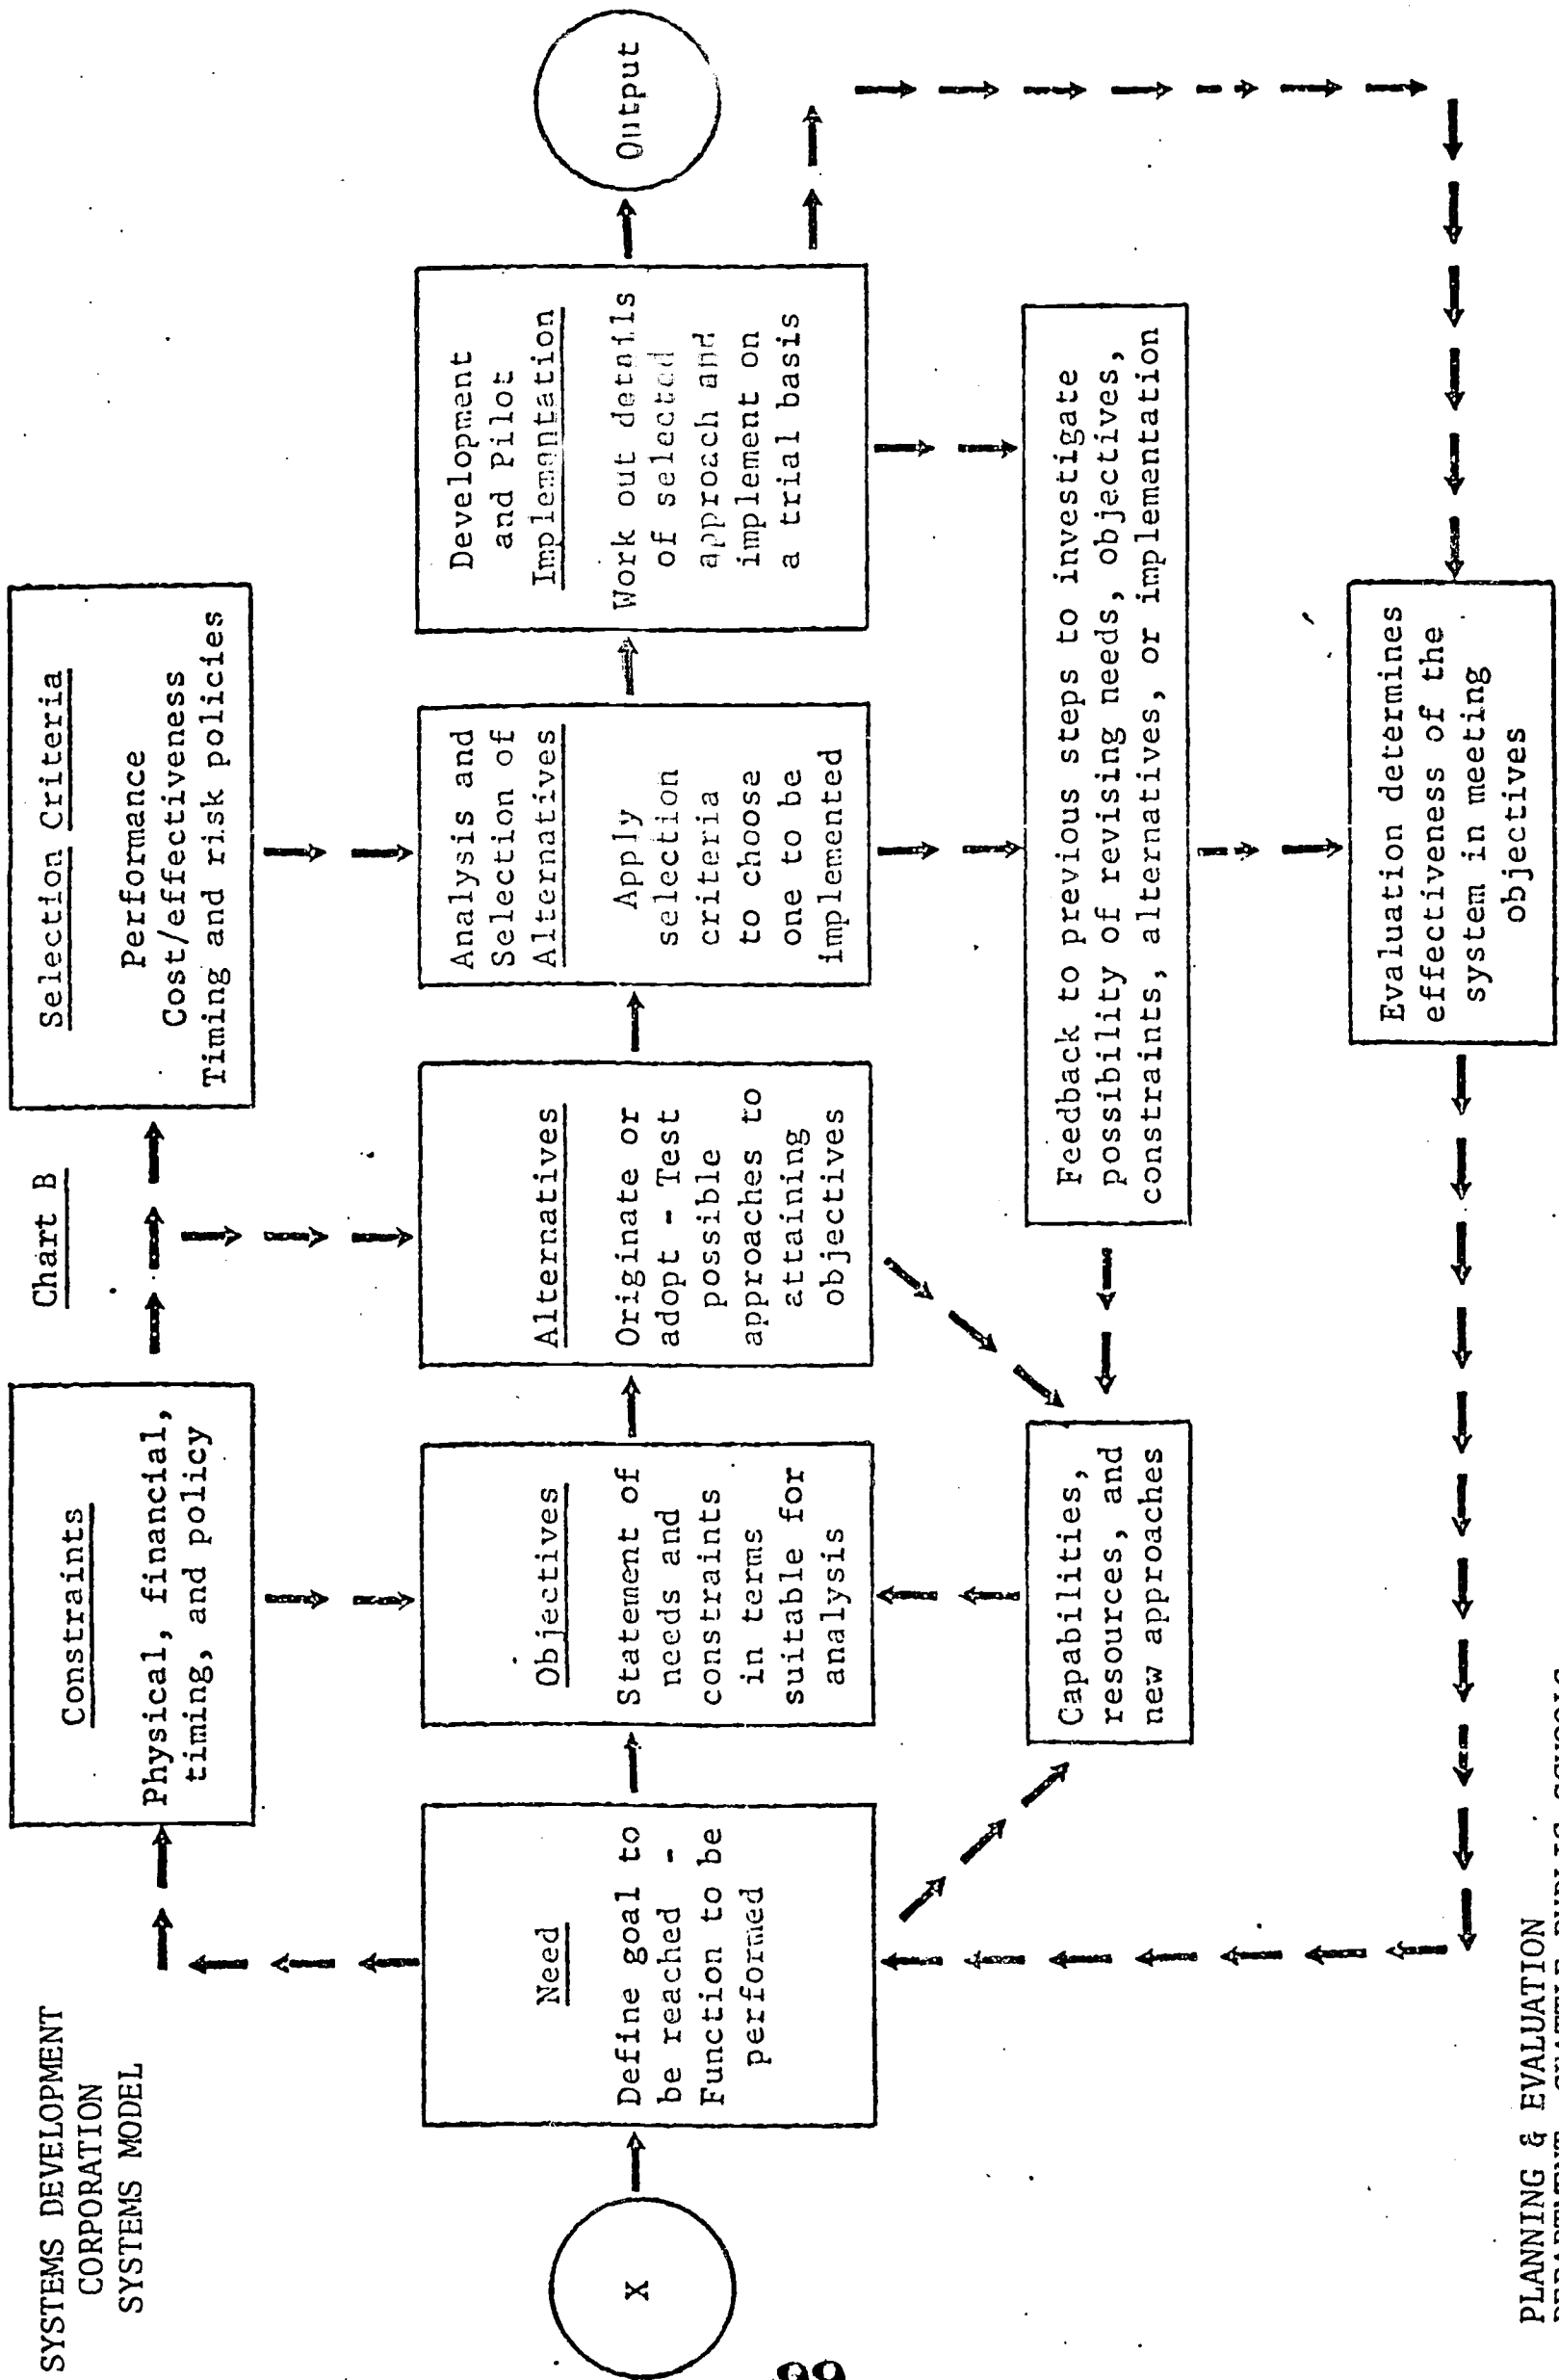 SYSTEMS DEVELOPMENT
CORPORATION
SYSTEMS MODEL
Chart B
Constraints
Physical, financial,
timing, and policy
Selection Criteria
Performance
Cost/effectiveness
Timing and risk policies
X
Need
Define goal to
be reached -
Function to be
performed
Objectives
Statement of
needs and
constraints
in terms
suitable for
analysis
Alternatives
Originate or
adopt - Test
possible
approaches to
attaining
objectives
Analysis and
Selection of
Alternatives
Apply
selection
criteria
to choose
one to be
implemented
Development
and Pilot
Implementation
Work out details
of selected
approach and
implement on
a trial basis
Output
Capabilities,
resources, and
new approaches
Feedback to previous steps to investigate
possibility of revising needs, objectives,
constraints, alternatives, or implementation
Evaluation determines
effectiveness of the
system in meeting
objectives
PLANNING & EVALUATION